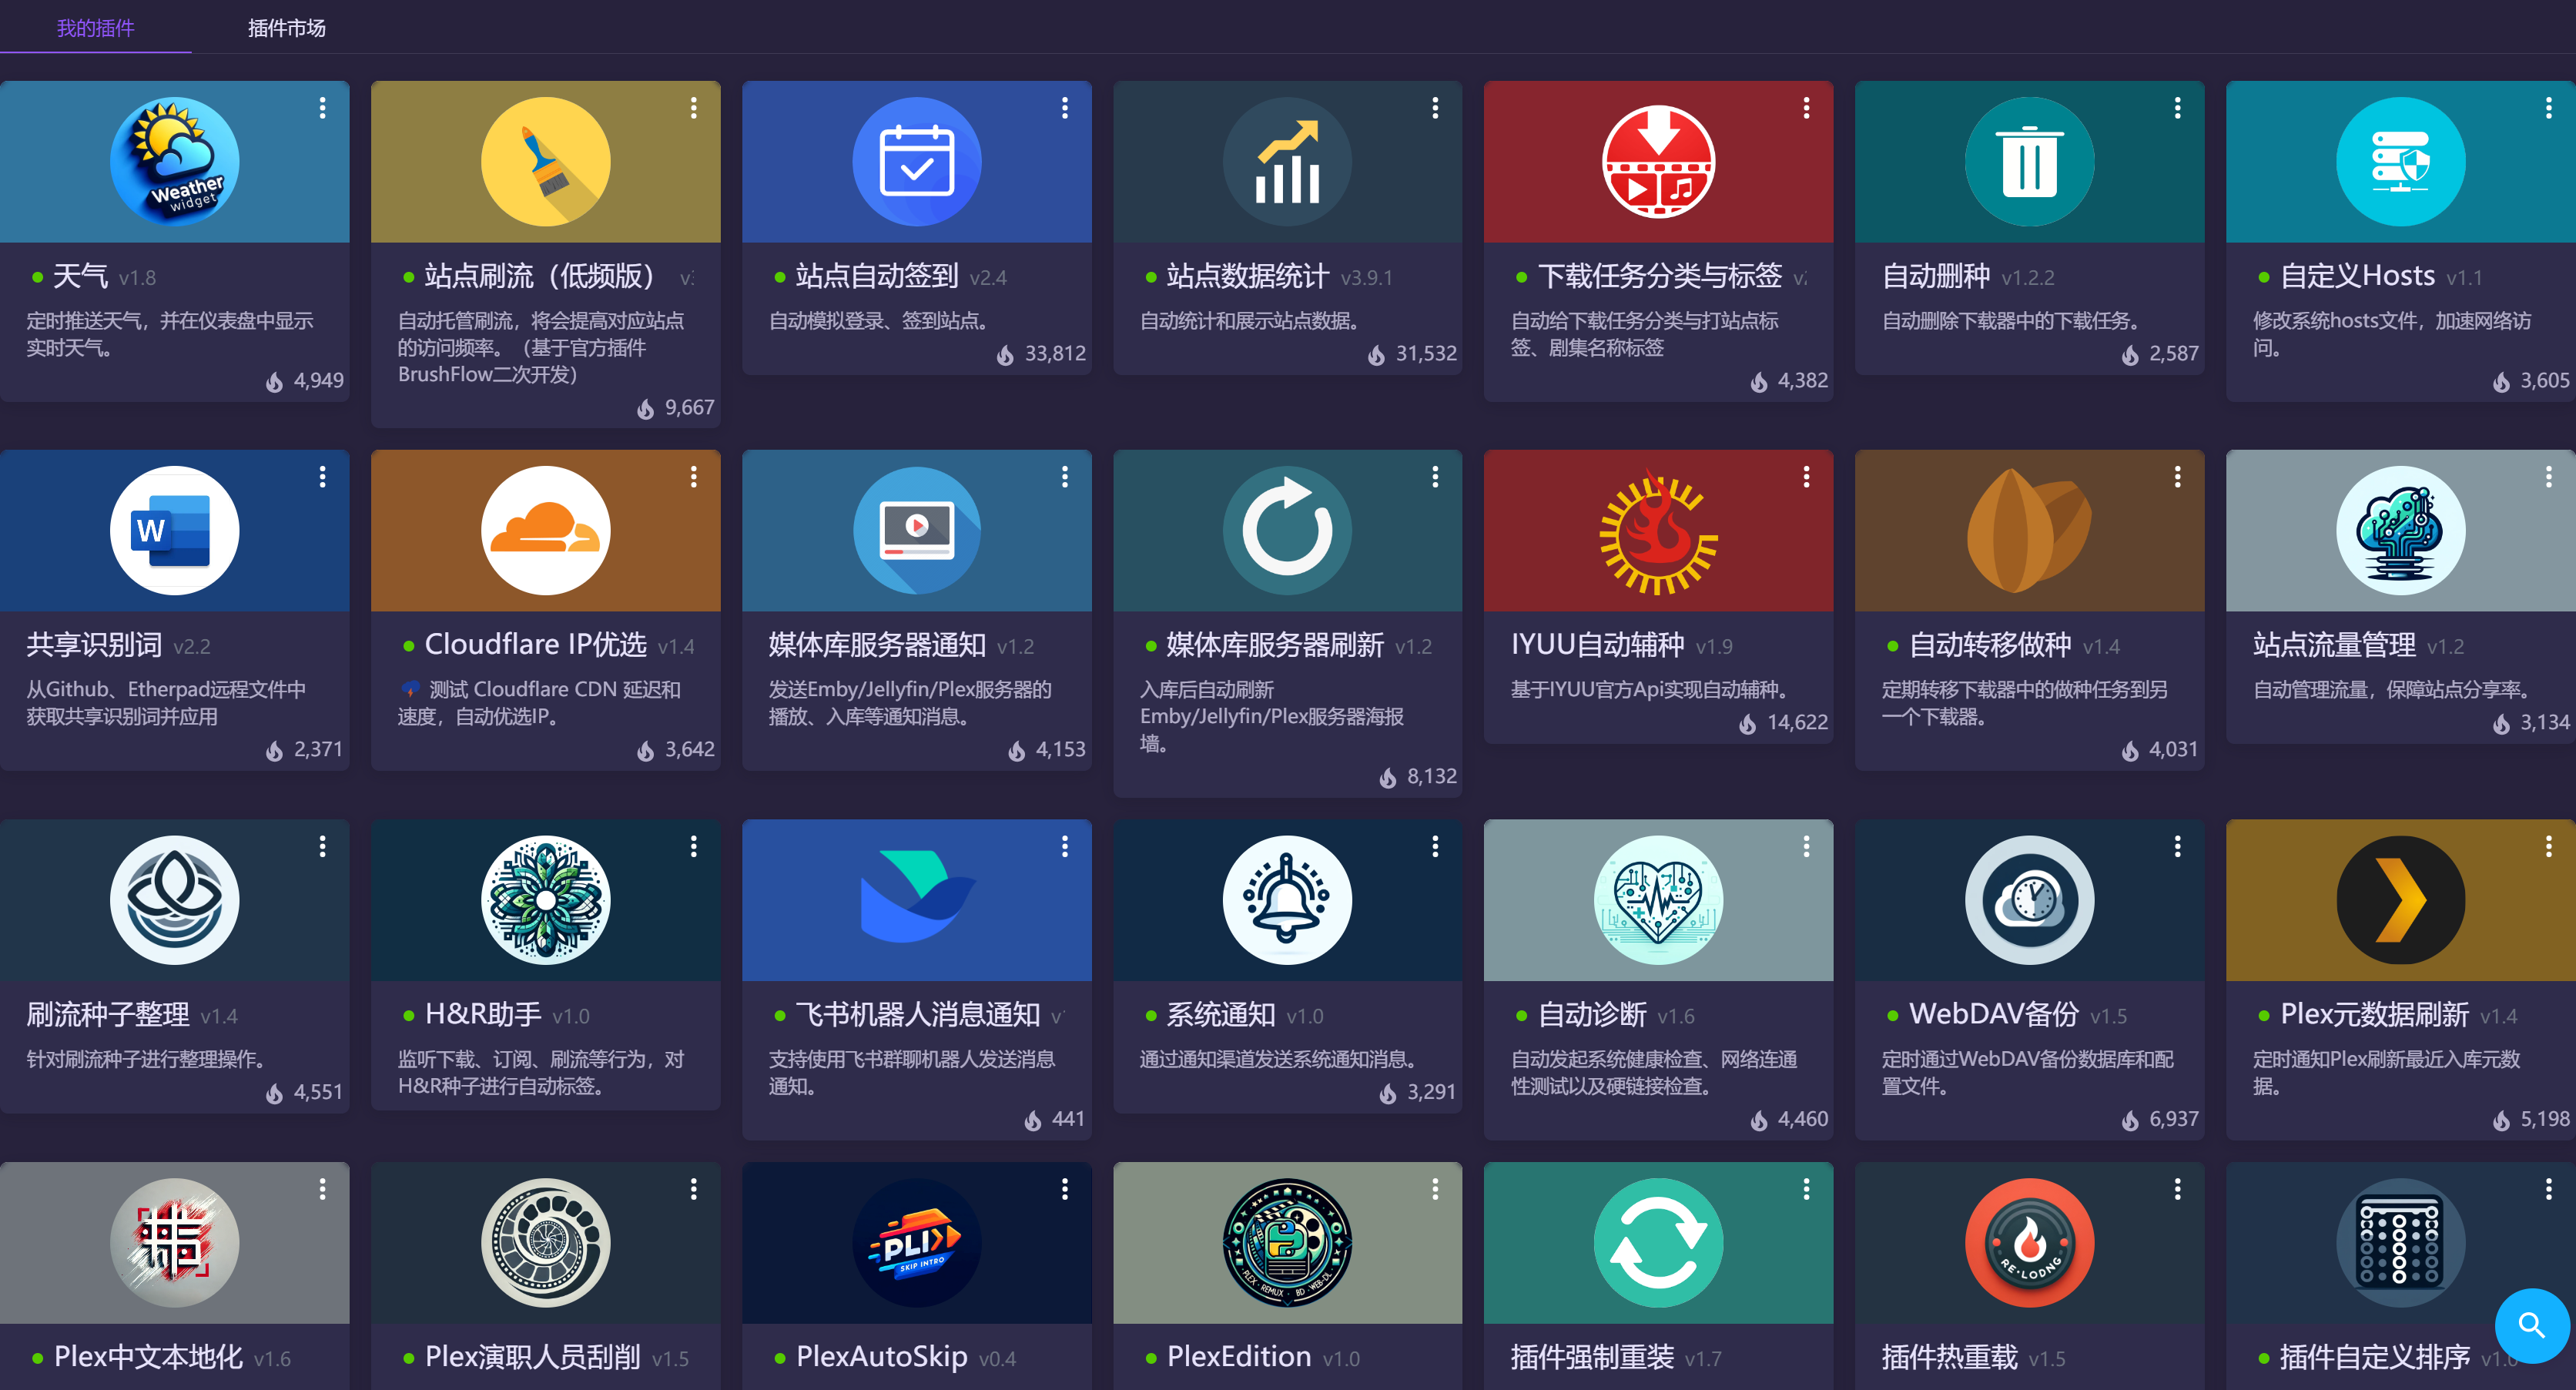 我的插件
插件市场
Weather
widget
天气 v1.8
定时推送天气，并在仪表盘中显示
实时天气。
4,949
站点刷流（低频版）
自动托管刷流，将会提高对应站点
的访问频率。（基于官方插件
BrushFlow二次开发）
9,667
站点自动签到 v2.4
自动模拟登录、签到站点。
33,812
站点数据统计 v3.9.1
自动统计和展示站点数据。
31,532
下载任务分类与标签
自动给下载任务分类与打站点标
签、剧集名称标签
4,382
自动删种 v1.2.2
自动删除下载器中的下载任务。
2,587
自定义Hosts v1.1
修改系统hosts文件，加速网络访
问。
3,605
W
共享识别词 v2.2
从Github、Etherpad远程文件中
获取共享识别词并应用
2,371
Cloudflare IP优选 v1.4
🌩 测试 Cloudflare CDN 延迟和
速度，自动优选IP。
3,642
媒体库服务器通知 v1.2
发送Emby/Jellyfin/Plex服务器的
播放、入库等通知消息。
4,153
媒体库服务器刷新 v1.2
入库后自动刷新
Emby/Jellyfin/Plex服务器海报
墙。
8,132
IYUU自动辅种 v1.9
基于IYUU官方Api实现自动辅种。
14,622
自动转移做种 v1.4
定期转移下载器中的做种任务到另
一个下载器。
4,031
站点流量管理 v1.2
自动管理流量，保障站点分享率。
3,134
刷流种子整理 v1.4
针对刷流种子进行整理操作。
4,551
H&R助手 v1.0
监听下载、订阅、刷流等行为，对
H&R种子进行自动标签。
飞书机器人消息通知
支持使用飞书群聊机器人发送消息
通知。
441
系统通知 v1.0
通过通知渠道发送系统通知消息。
3,291
自动诊断 v1.6
自动发起系统健康检查、网络连通
性测试以及硬链接检查。
4,460
WebDAV备份 v1.5
定时通过WebDAV备份数据库和配
置文件。
6,937
Plex元数据刷新 v1.4
定时通知Plex刷新最近入库元数
据。
5,198
Plex中文本地化 v1.6
Plex演职人员刮削 v1.5
PLEX
SKIP INTRO
PlexAutoSkip v0.4
PLEX · REMUX · BD · WEB-DL
PlexEdition v1.0
插件强制重装 v1.7
RE-LODNG
插件热重载 v1.5
插件自定义排序